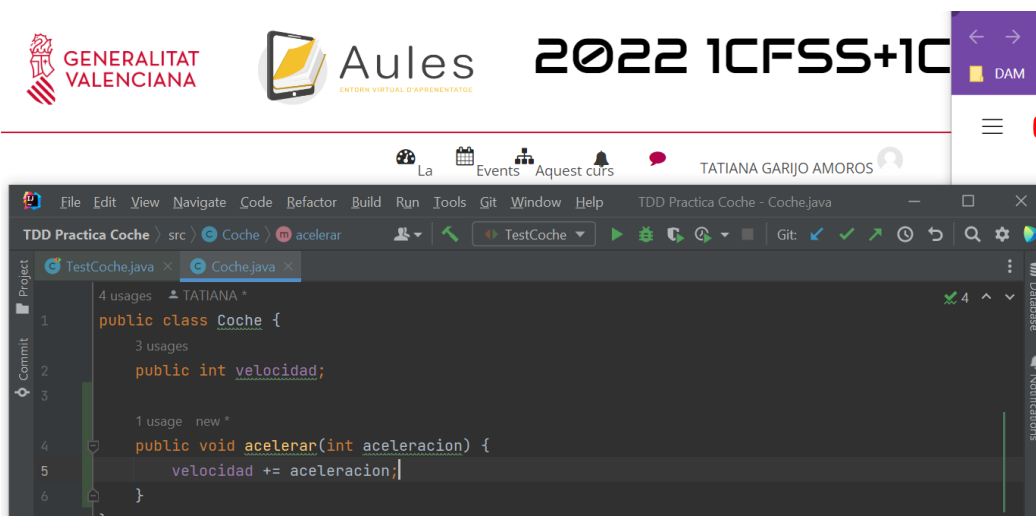 GENERALITAT
VALENCIANA
Aules
ENTORN VIRTUAL D'APRENENTATGE
2022 1CFSS+1C
DAM
La
Events
Aquest curs
TATIANA GARIJO AMOROS
File Edit View Navigate Code Refactor Build Run Tools Git Window Help TDD Practica Coche - Coche.java
TDD Practica Coche src Coche acelerar TestCoche Git:
TestCoche.java Coche.java
Project
Commit
Database
Notifications
4 usages TATIANA *
4
1 public class Coche {
3 usages
2 public int velocidad;
3
1 usage new *
4 public void acelerar(int aceleracion) {
5 velocidad += aceleracion;
6 }